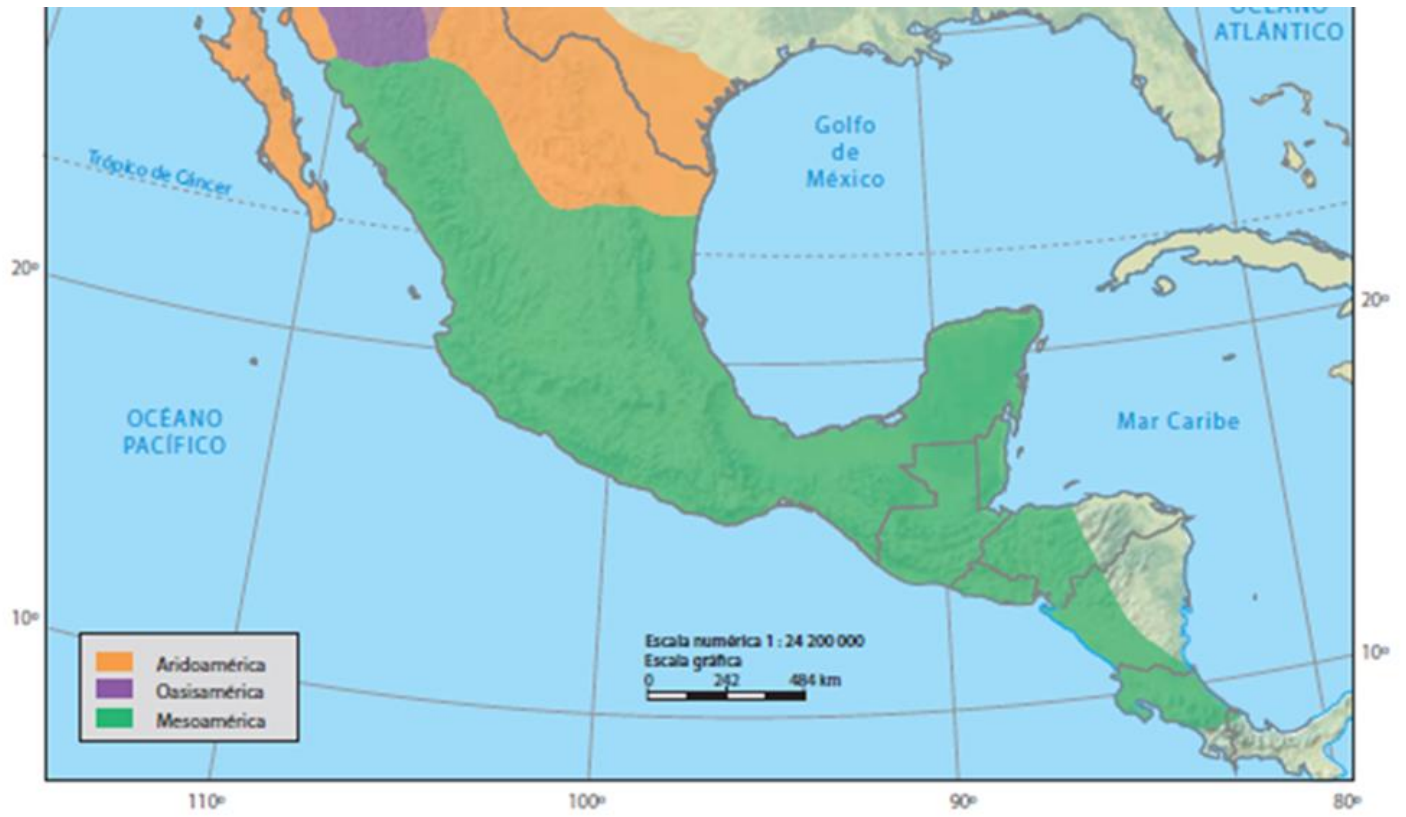 OCÉANO
ATLÁNTICO
Golfo
de
México
Trópico de Cáncer
20º
20º
OCÉANO
PACÍFICO
Mar Caribe
10º
10º
Escala numérica 1 : 24 200 000
Escala gráfica
0 242 484 km
Aridoamérica
Oasisamérica
Mesoamérica
110º 100º 90º 80º